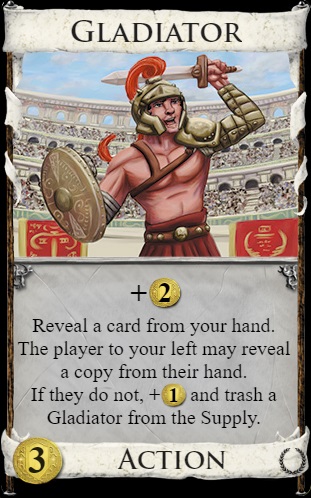 GLADIATOR
+2
Reveal a card from your hand.
The player to your left may reveal
a copy from their hand.
If they do not, +1 and trash a
Gladiator from the Supply.
3
ACTION